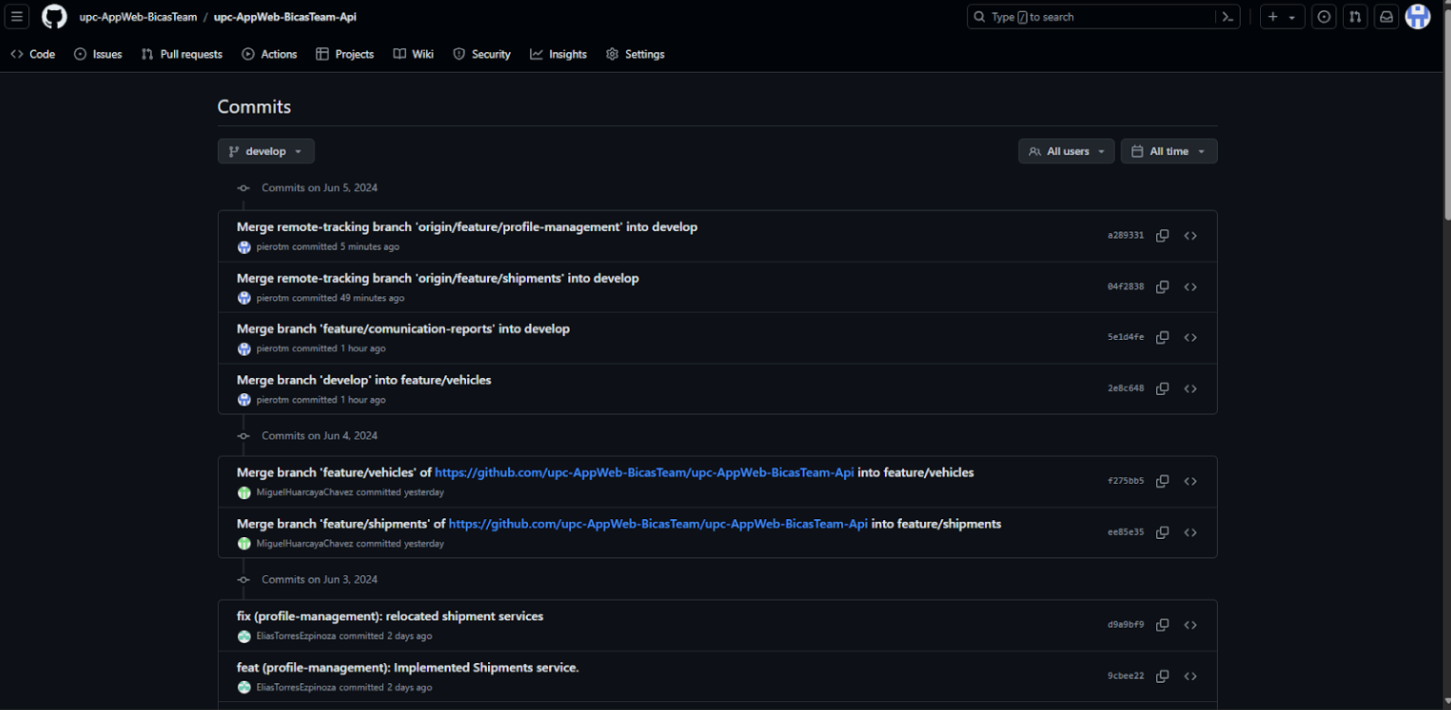 upc-AppWeb-BicasTeam / upc-AppWeb-BicasTeam-Api
Type / to search
Code Issues Pull requests Actions Projects Wiki Security Insights Settings
Commits
develop All users All time
Commits on Jun 5, 2024
Merge remote-tracking branch 'origin/feature/profile-management' into develop
pierotm committed 5 minutes ago
a289331
Merge remote-tracking branch 'origin/feature/shipments' into develop
pierotm committed 49 minutes ago
04f2838
Merge branch 'feature/comunication-reports' into develop
pierotm committed 1 hour ago
5e1d4fe
Merge branch 'develop' into feature/vehicles
pierotm committed 1 hour ago
2e8c648
Commits on Jun 4, 2024
Merge branch 'feature/vehicles' of https://github.com/upc-AppWeb-BicasTeam/upc-AppWeb-BicasTeam-Api into feature/vehicles
MiguelHuarcayaChavez committed yesterday
f275bb5
Merge branch 'feature/shipments' of https://github.com/upc-AppWeb-BicasTeam/upc-AppWeb-BicasTeam-Api into feature/shipments
MiguelHuarcayaChavez committed yesterday
ee85e35
Commits on Jun 3, 2024
fix (profile-management): relocated shipment services
EliasTorresEzpinoza committed 2 days ago
d9a9bf9
feat (profile-management): Implemented Shipments service.
EliasTorresEzpinoza committed 2 days ago
9cbee22